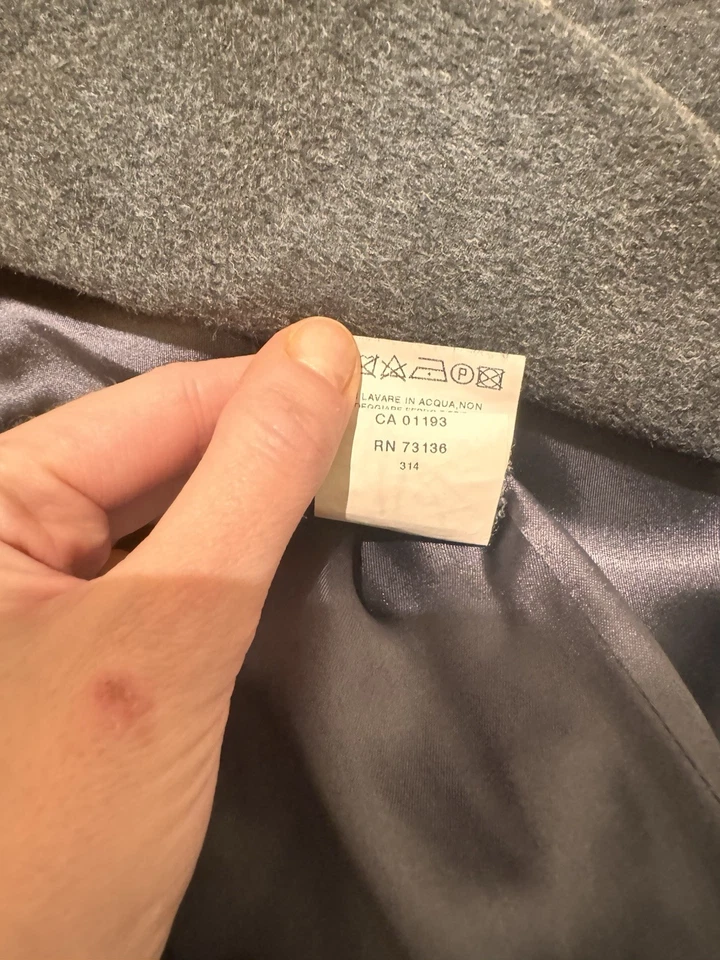 LAVARE IN ACQUA, NON
CA 01193
RN 73136
314
P